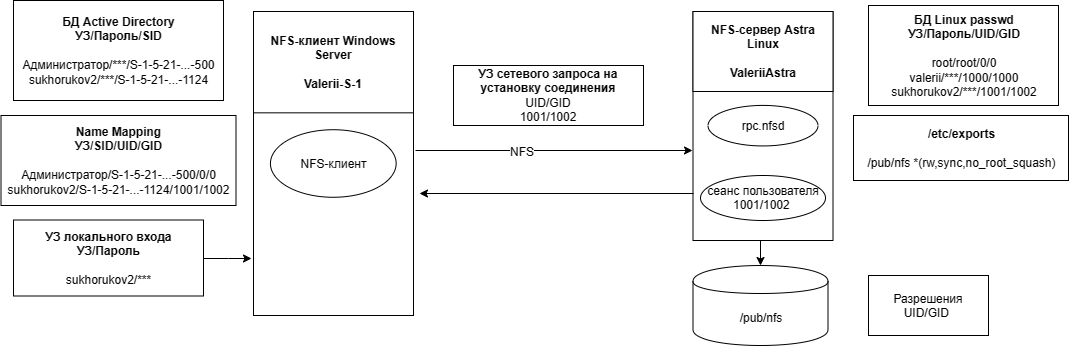 БД Active Directory
УЗ/Пароль/SID
Администратор/***/S-1-5-21-...-500
sukhorukov2/***/S-1-5-21-...-1124
Name Mapping
УЗ/SID/UID/GID
Администратор/S-1-5-21-...-500/0/0
sukhorukov2/S-1-5-21-...-1124/1001/1002
УЗ локального входа
УЗ/Пароль
sukhorukov2/***
NFS-клиент Windows
Server
Valerii-S-1
NFS-клиент
УЗ сетевого запроса на
установку соединения
UID/GID
1001/1002
NFS
NFS-сервер Astra
Linux
ValeriiAstra
rpc.nfsd
сеанс пользователя
1001/1002
/pub/nfs
БД Linux passwd
УЗ/Пароль/UID/GID
root/root/0/0
valerii/***/1000/1000
sukhorukov2/***/1001/1002
/etc/exports
/pub/nfs *(rw,sync,no_root_squash)
Разрешения
UID/GID